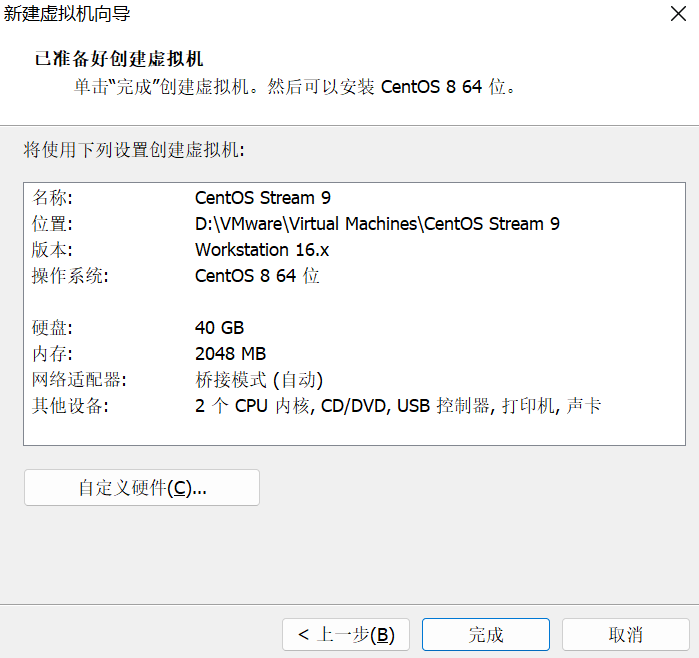 新建虚拟机向导
已准备好创建虚拟机
单击“完成”创建虚拟机。然后可以安装 CentOS 8 64 位。
将使用下列设置创建虚拟机:
名称: CentOS Stream 9
位置: D:\VMware\Virtual Machines\CentOS Stream 9
版本: Workstation 16.x
操作系统: CentOS 8 64 位
硬盘: 40 GB
内存: 2048 MB
网络适配器: 桥接模式 (自动)
其他设备: 2 个 CPU 内核, CD/DVD, USB 控制器, 打印机, 声卡
自定义硬件(C)...
< 上一步(B) 完成 取消